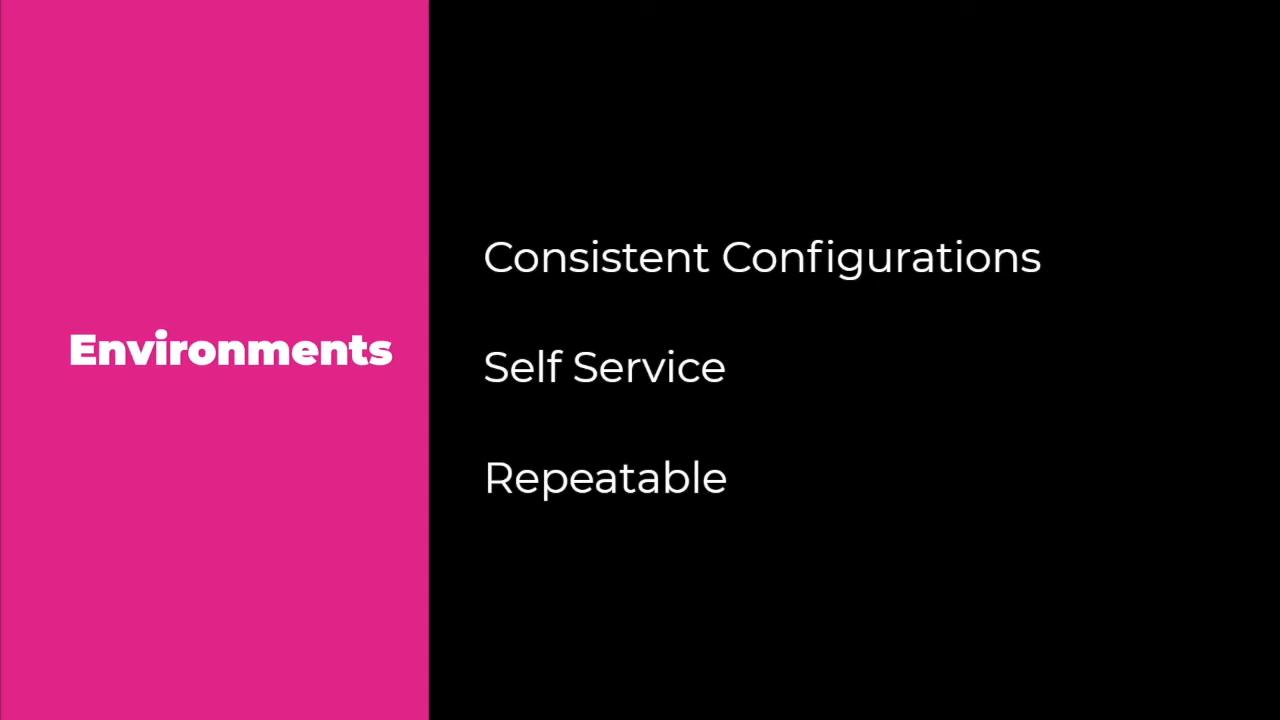 Environments
Consistent Configurations
Self Service
Repeatable